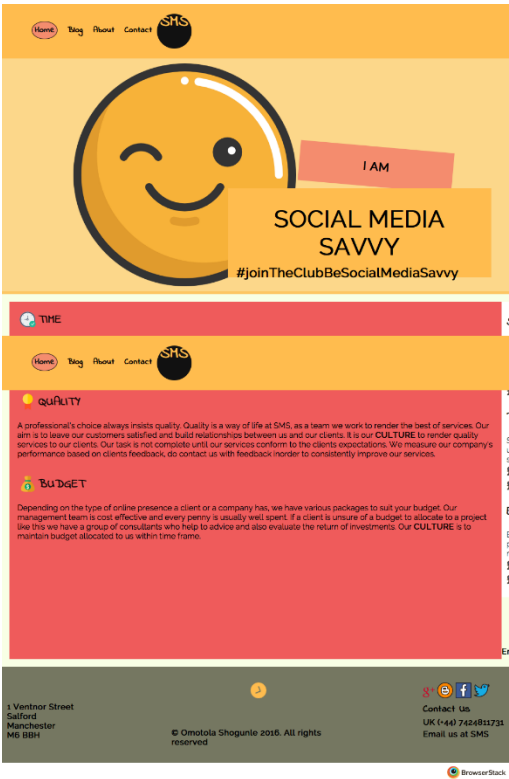 Home Blog About Contact SMS
I AM
SOCIAL MEDIA
SAVVY
#joinTheClubBeSocialMediaSavvy
TIME
Home Blog About Contact SMS
QUALITY
A professional's choice always insists quality. Quality is a way of life at SMS, as a team we work to render the best of services. Our
aim is to leave our customers satisfied and build relationships between us and our clients. It is our CULTURE to render quality
services to our clients. Our task is not complete until our services conform to the clients expectations. We measure our company's
performance based on clients feedback, do contact us with feedback inorder to consistently improve our services.
BUDGET
Depending on the type of online presence a client or a company has, we have various packages to suit your budget. Our
management team is cost effective and every penny is usually well spent. If a client is unsure of a budget to allocate to a project
like this we have a group of consultants who help to advice and also evaluate the return of investments. Our CULTURE is to
maintain budget allocated to us within time frame.
1 Ventnor Street
Salford
Manchester
M6 8BH
© Omotola Shogunle 2016. All rights
reserved
g+
Contact Us
UK (+44) 7424811731
Email us at SMS
BrowserStack